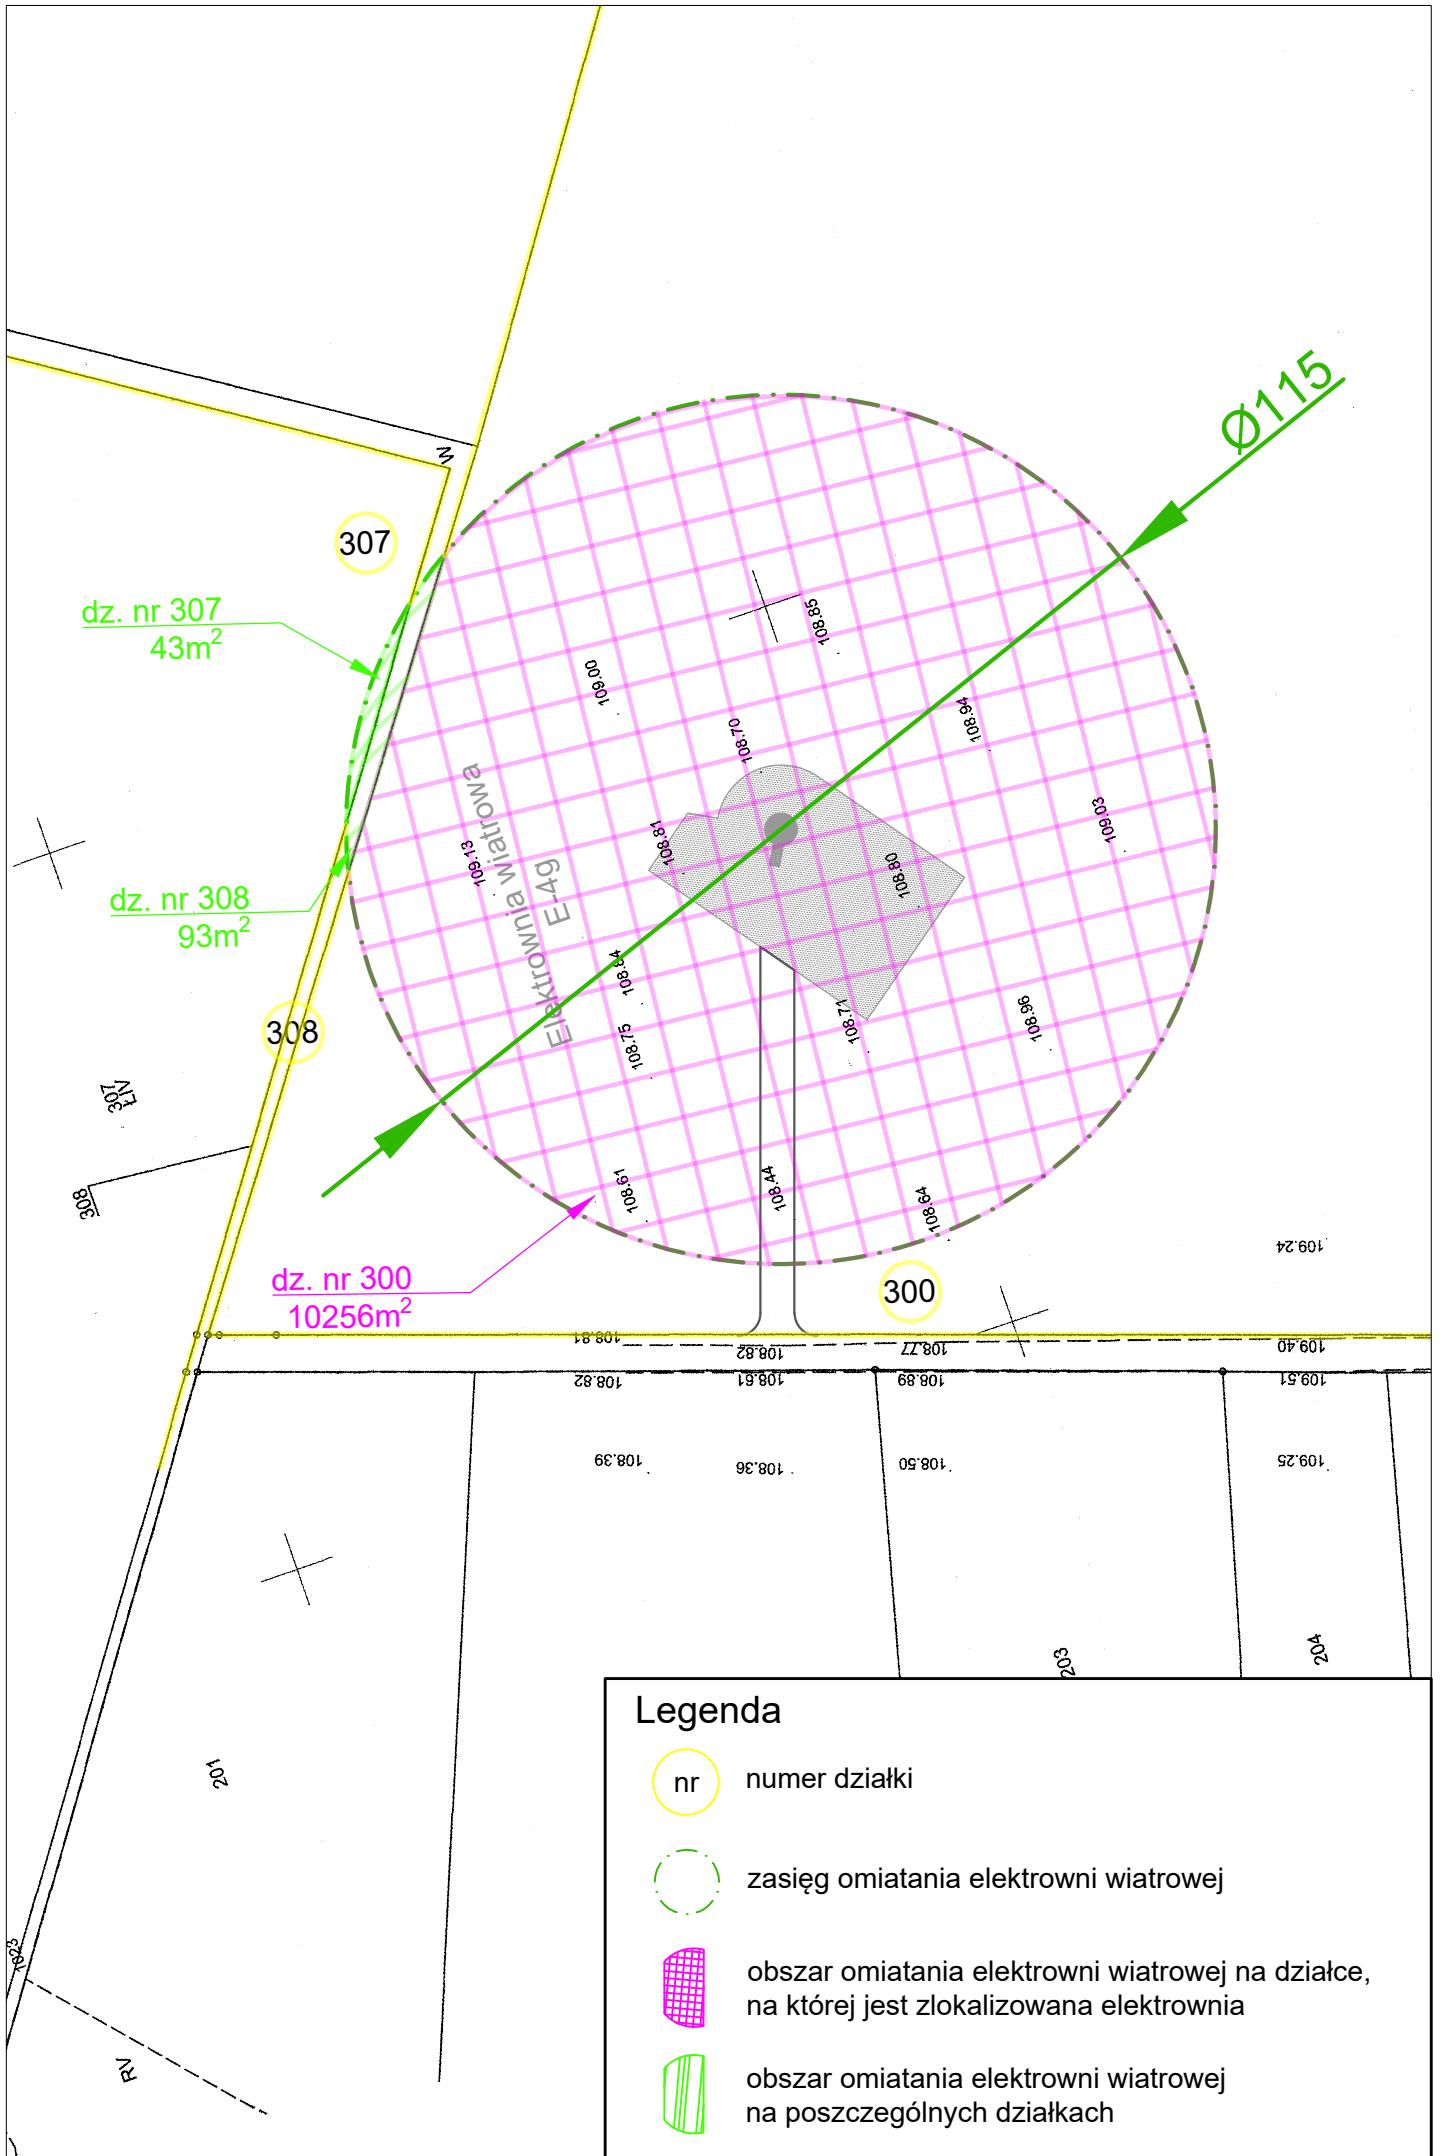 Ø115
W
307
dz. nr 307
43m²
108.85
109.00
108.70
108.94
109.03
108.81
109.13
108.80
Elektrownia wiatrowa
E-4g
dz. nr 308
93m²
108.84
108.75
108.71
108.96
308
307
ŁIV
308
108.61
108.44
108.64
109.24
dz. nr 300
10256m²
300
108.81
108.82
108.77
109.40
108.82
108.61
108.89
109.51
108.39
108.36
108.50
109.25
203
204
201
1023
RV
Legenda
nr numer działki
zasięg omiatania elektrowni wiatrowej
obszar omiatania elektrowni wiatrowej na działce,
na której jest zlokalizowana elektrownia
obszar omiatania elektrowni wiatrowej
na poszczególnych działkach